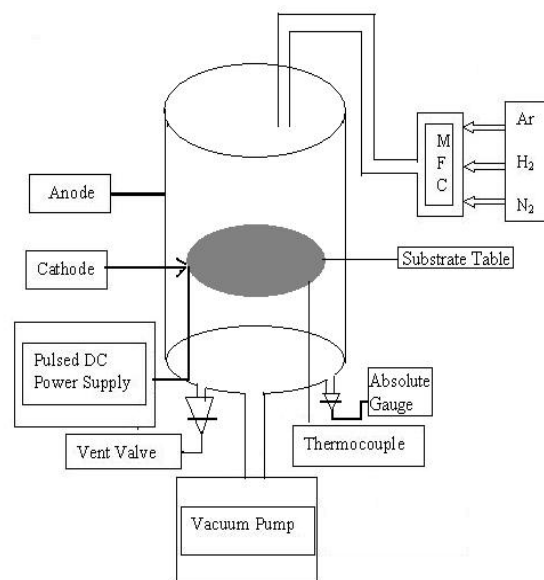 Ar
M
F
C
H₂
N₂
Anode
Cathode
Substrate Table
Pulsed DC
Power Supply
Absolute
Gauge
Vent Valve
Thermocouple
Vacuum Pump